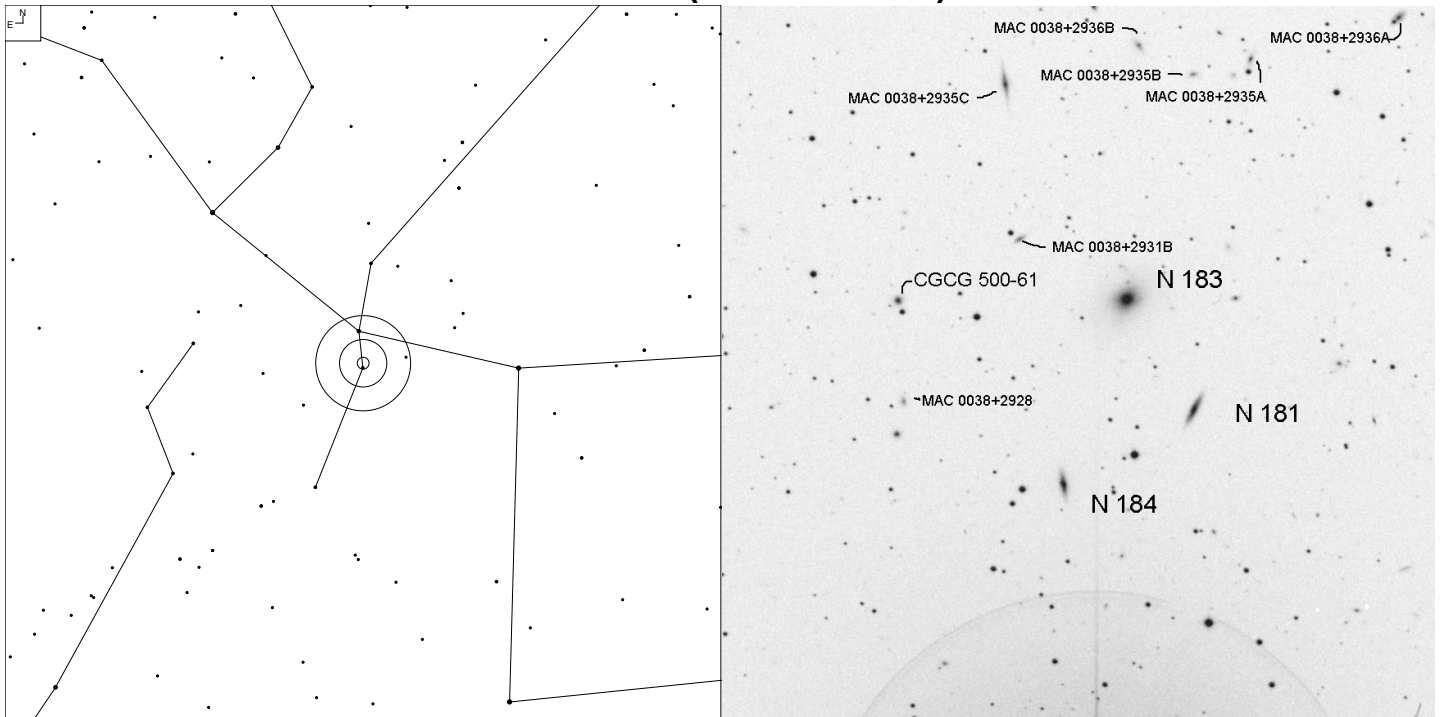 N
E
MAC 0038+2936B
MAC 0038+2936A
MAC 0038+2935B
MAC 0038+2935C
MAC 0038+2935A
MAC 0038+2931B
CGCG 500-61
N 183
MAC 0038+2928
N 181
N 184